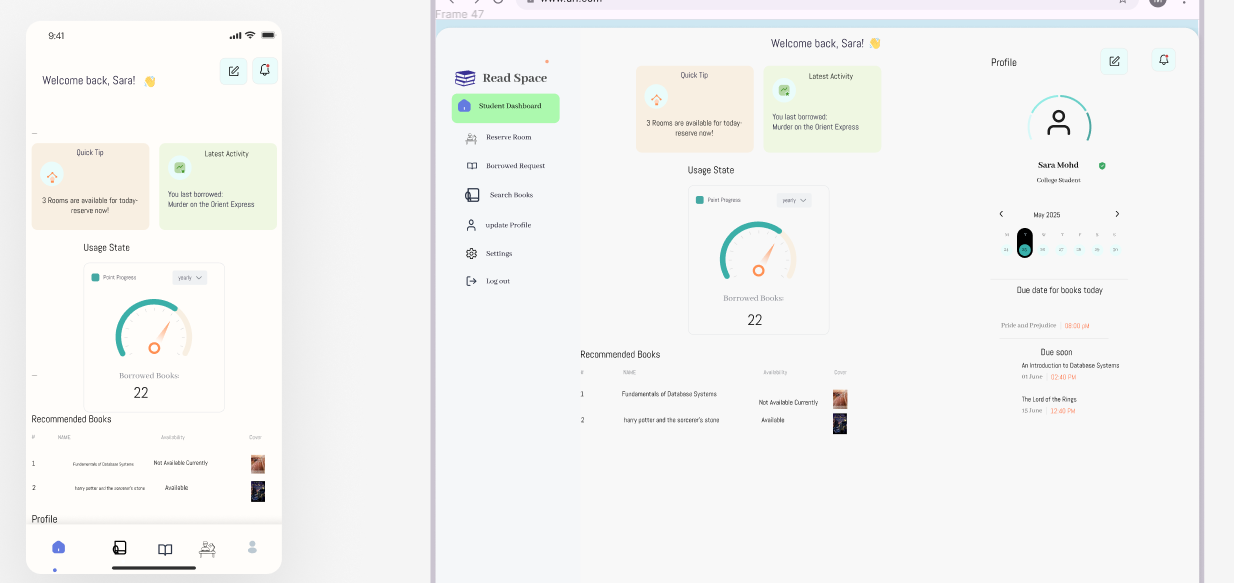 9:41
Welcome back, Sara! 👋
Quick Tip
3 Rooms are available for today-
reserve now!
Latest Activity
You last borrowed:
Murder on the Orient Express
Usage State
Point Progress
yearly
Borrowed Books:
22
Recommended Books
# NAME Availability Cover
1 Fundamentals of Database Systems Not Available Currently
2 harry potter and the sorcerer's stone Available
Profile
Frame 47
Welcome back, Sara! 👋
Read Space
Student Dashboard
Reserve Room
Borrowed Request
Search Books
update Profile
Settings
Log out
Quick Tip
3 Rooms are available for today-
reserve now!
Latest Activity
You last borrowed:
Murder on the Orient Express
Usage State
Point Progress
yearly
Borrowed Books:
22
Recommended Books
# NAME Availability Cover
1 Fundamentals of Database Systems Not Available Currently
2 harry potter and the sorcerer's stone Available
Profile
Sara Mohd
College Student
May 2025
T W T F S S
26 27 28 29 30
Due date for books today
Pride and Prejudice 08:00 AM
Due soon
An Introduction to Database Systems
01 June 02:40 PM
The Lord of the Rings
15 June 12:40 PM